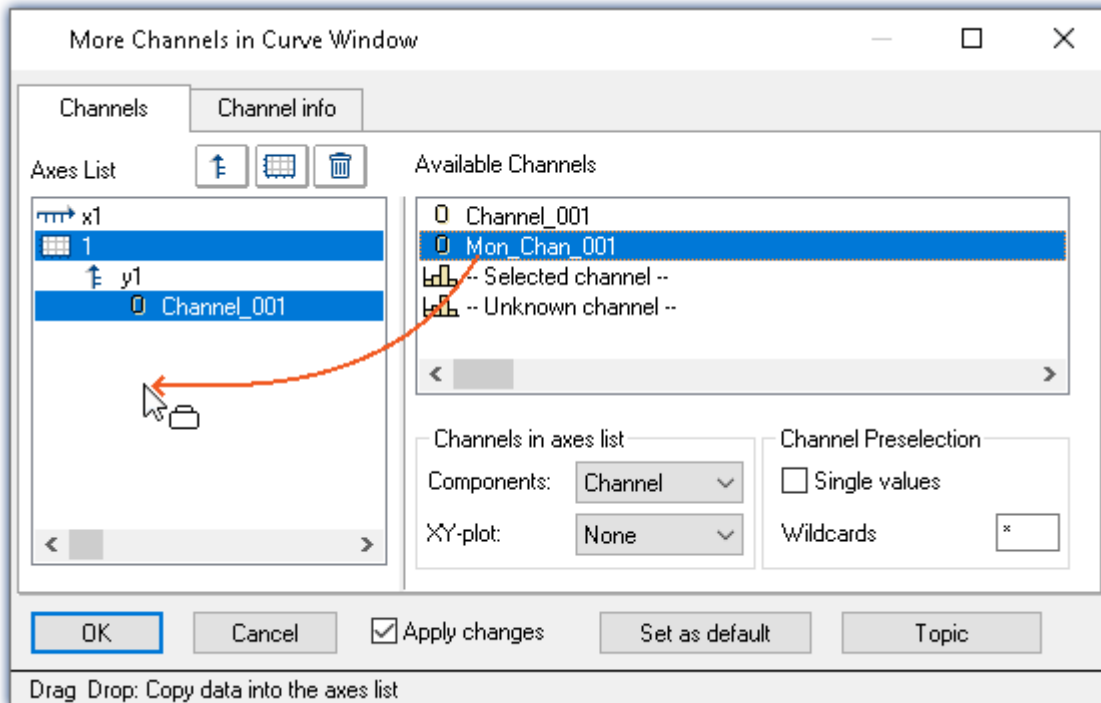 More Channels in Curve Window
Channels
Channel info
Axes List
Available Channels
x1
1
y1
Channel_001
Channel_001
Mon_Chan_001
-- Selected channel --
-- Unknown channel --
Channels in axes list
Components:
Channel
XY-plot:
None
Channel Preselection
Single values
Wildcards
*
OK
Cancel
Apply changes
Set as default
Topic
Drag Drop: Copy data into the axes list